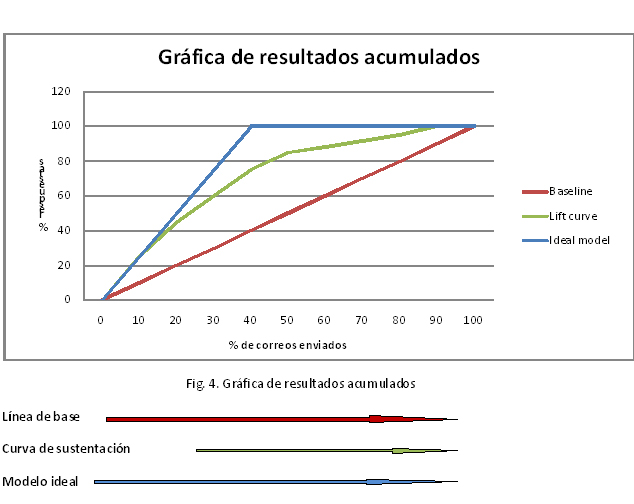 Gráfica de resultados acumulados
120
100
80
60
40
20
0
%
0 10 20 30 40 50 60 70 80 90 100
% de correos enviados
Baseline
Lift curve
Ideal model
Fig. 4. Gráfica de resultados acumulados
Línea de base
Curva de sustentación
Modelo ideal